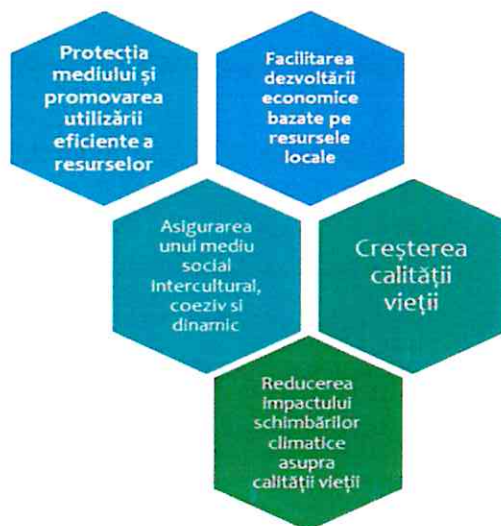 Protecția
mediului și
promovarea
utilizării
eficiente a
resurselor
Facilitarea
dezvoltării
economice
bazate pe
resursele
locale
Asigurarea
unui mediu
social
intercultural,
coeziv si
dinamic
Creșterea
calității
vieții
Reducerea
impactului
schimbărilor
climatice
asupra
calității vieții